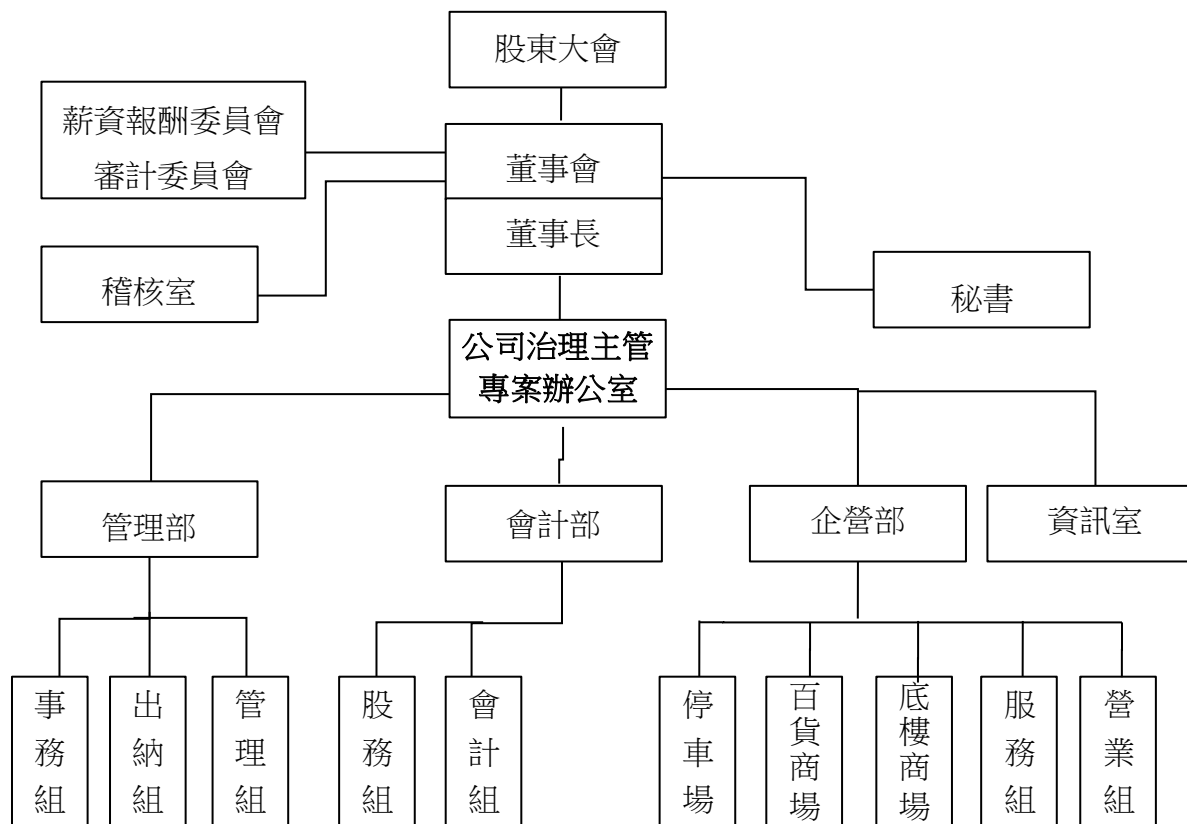 股東大會
薪資報酬委員會
審計委員會
董事會
董事長
稽核室
秘書
公司治理主管
專案辦公室
管理部
會計部
企營部
資訊室
事務組
出納組
管理組
股務組
會計組
停車場
百貨商場
底樓商場
服務組
營業組